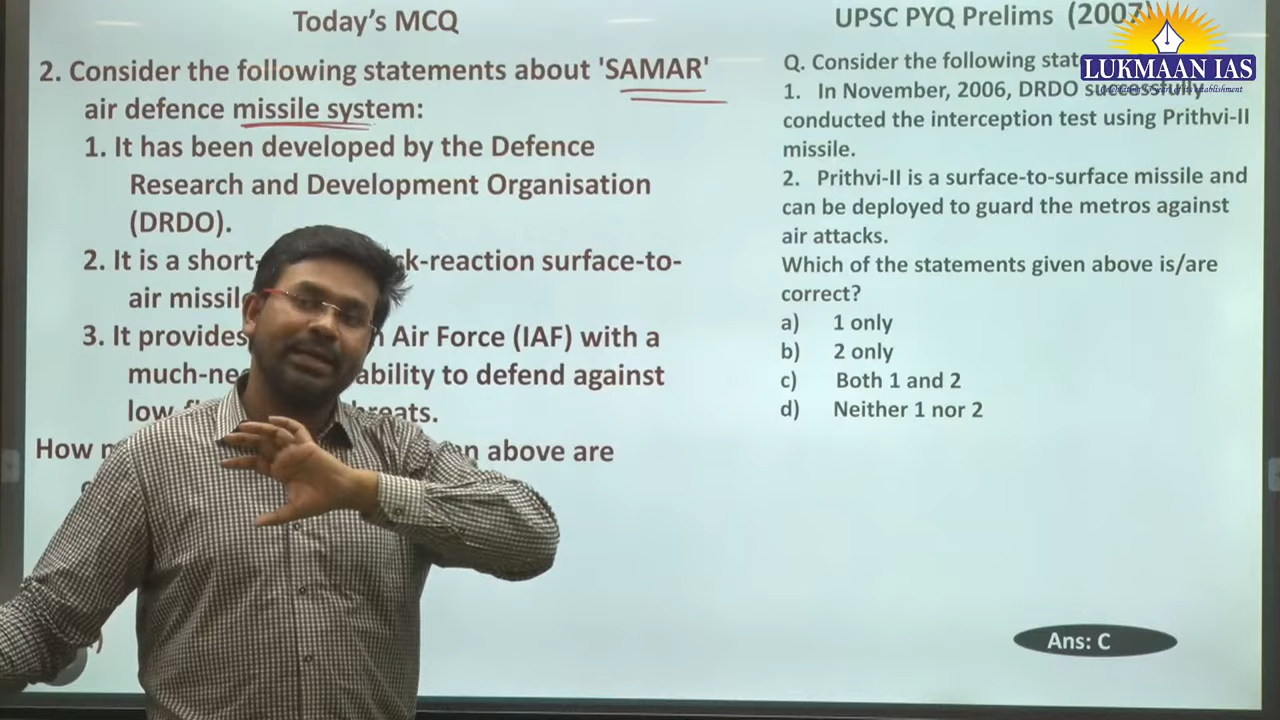 Today's MCQ
2. Consider the following statements about 'SAMAR'
air defence missile system:
1. It has been developed by the Defence
Research and Development Organisation
(DRDO).
2. It is a short- ck-reaction surface-to-
air missil
3. It provides n Air Force (IAF) with a
much-ne ability to defend against
low f hreats.
How n n above are
UPSC PYQ Prelims (2007)
LUKMAAN IAS
Q. Consider the following stat
1. In November, 2006, DRDO successfully
conducted the interception test using Prithvi-II
missile.
2. Prithvi-II is a surface-to-surface missile and
can be deployed to guard the metros against
air attacks.
Which of the statements given above is/are
correct?
a) 1 only
b) 2 only
c) Both 1 and 2
d) Neither 1 nor 2
Ans: C